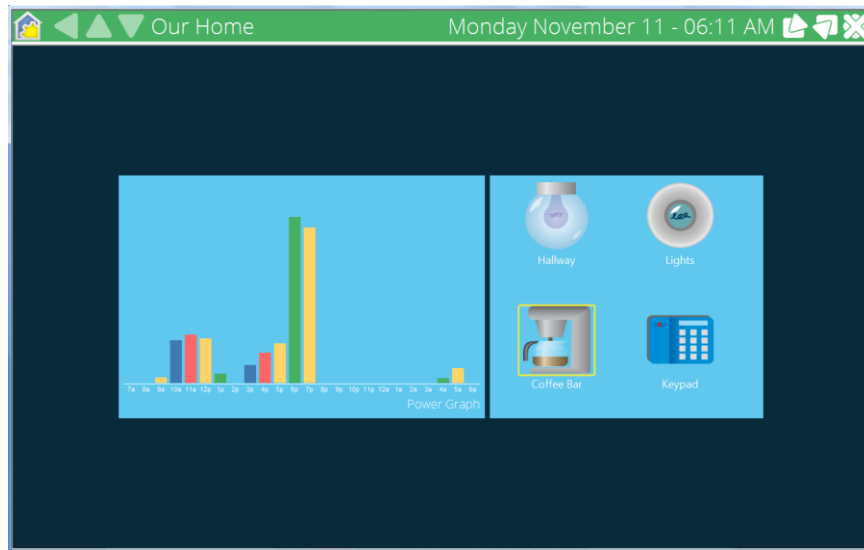 Our Home
Monday November 11 - 06:11 AM
7a 8a 9a 10a 11a 12p 1p 2p 3p 4p 5p 6p 7p 8p 9p 10p 11p 12a 1a 2a 3a 4a 5a 6a
Power Graph
Hallway
Lights
Coffee Bar
Keypad